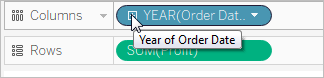 Columns
YEAR(Order Dat..
Year of Order Date
Rows
SUM(Profit)